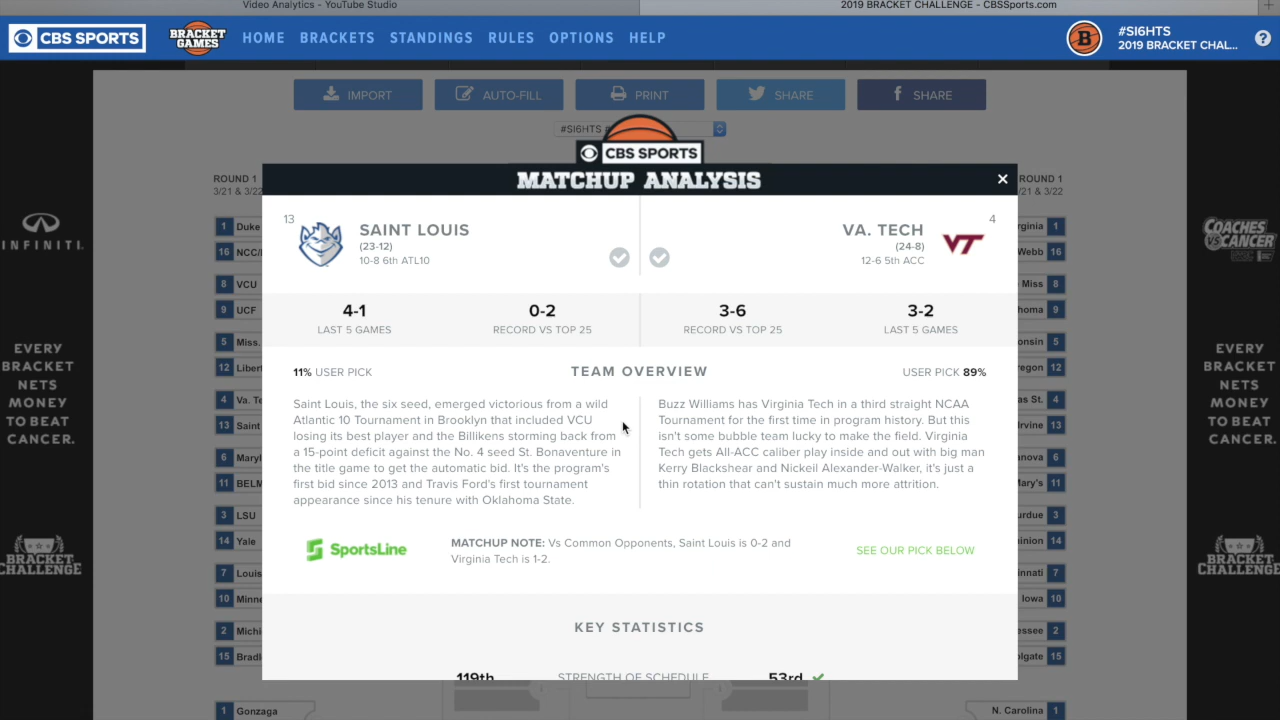 Video Analytics - YouTube Studio
2019 BRACKET CHALLENGE - CBSSports.com
CBS SPORTS
BRACKET GAMES
HOME BRACKETS STANDINGS RULES OPTIONS HELP
#SI6HTS
2019 BRACKET CHAL...
?
IMPORT AUTO-FILL PRINT SHARE SHARE
#SI6HTS
CBS SPORTS
MATCHUP ANALYSIS
13
SAINT LOUIS
(23-12)
10-8 6th ATL10
4
VA. TECH
(24-8)
12-6 5th ACC
VT
4-1 0-2 3-6 3-2
LAST 5 GAMES RECORD VS TOP 25 RECORD VS TOP 25 LAST 5 GAMES
11% USER PICK TEAM OVERVIEW USER PICK 89%
Saint Louis, the six seed, emerged victorious from a wild
Atlantic 10 Tournament in Brooklyn that included VCU
losing its best player and the Billikens storming back from
a 15-point deficit against the No. 4 seed St. Bonaventure in
the title game to get the automatic bid. It's the program's
first bid since 2013 and Travis Ford's first tournament
appearance since his tenure with Oklahoma State.
Buzz Williams has Virginia Tech in a third straight NCAA
Tournament for the first time in program history. But this
isn't some bubble team lucky to make the field. Virginia
Tech gets All-ACC caliber play inside and out with big man
Kerry Blackshear and Nickeil Alexander-Walker, it's just a
thin rotation that can't sustain much more attrition.
SportsLine
MATCHUP NOTE: Vs Common Opponents, Saint Louis is 0-2 and
Virginia Tech is 1-2.
SEE OUR PICK BELOW
KEY STATISTICS
119th STRENGTH OF SCHEDULE 53rd
ROUND 1
3/21 & 3/22
1 Duke
16 NCC/
8 VCU
9 UCF
5 Miss.
12 Libert
4 Va. Te
13 Saint
6 Maryl
11 BELM
3 LSU
14 Yale
7 Louis
10 Minne
2 Michi
15 Bradl
1 Gonzaga
ROUND 1
/21 & 3/22
rginia 1
Webb 16
Miss 8
homa 9
onsin 5
regon 12
as St. 4
Irvine 13
anova 6
Mary's 11
urdue 3
inion 14
innati 7
Iowa 10
essee 2
olgate 15
N. Carolina 1
INFINITI
EVERY
BRACKET
NETS
MONEY
TO BEAT
CANCER.
BRACKET
CHALLENGE
COACHES
VS CANCER
EVERY
BRACKET
NETS
MONEY
TO BEAT
CANCER.
BRACKET
CHALLENGE